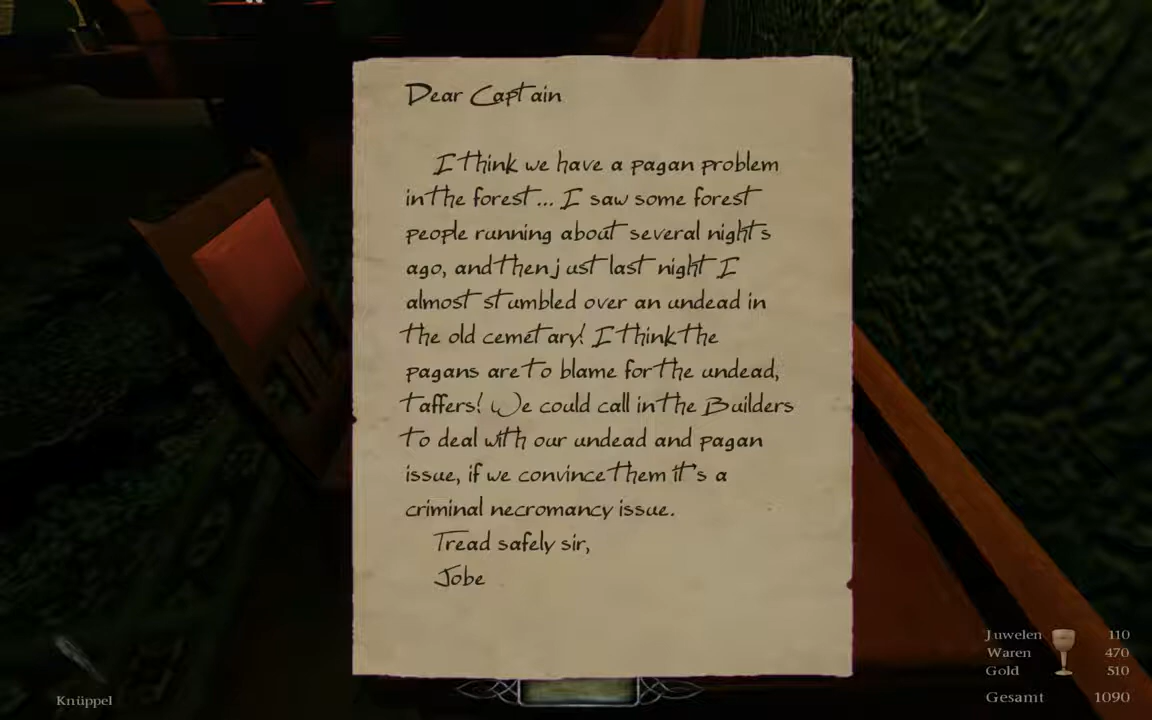 Dear Captain
I think we have a pagan problem
in the forest... I saw some forest
people running about several nights
ago, and then just last night I
almost stumbled over an undead in
the old cemetary! I think the
pagans are to blame for the undead,
taffers! We could call in the Builders
to deal with our undead and pagan
issue, if we convince them it's a
criminal necromancy issue.
Tread safely sir,
Jobe
Juwelen 110
Waren 470
Gold 510
Gesamt 1090
Knüppel